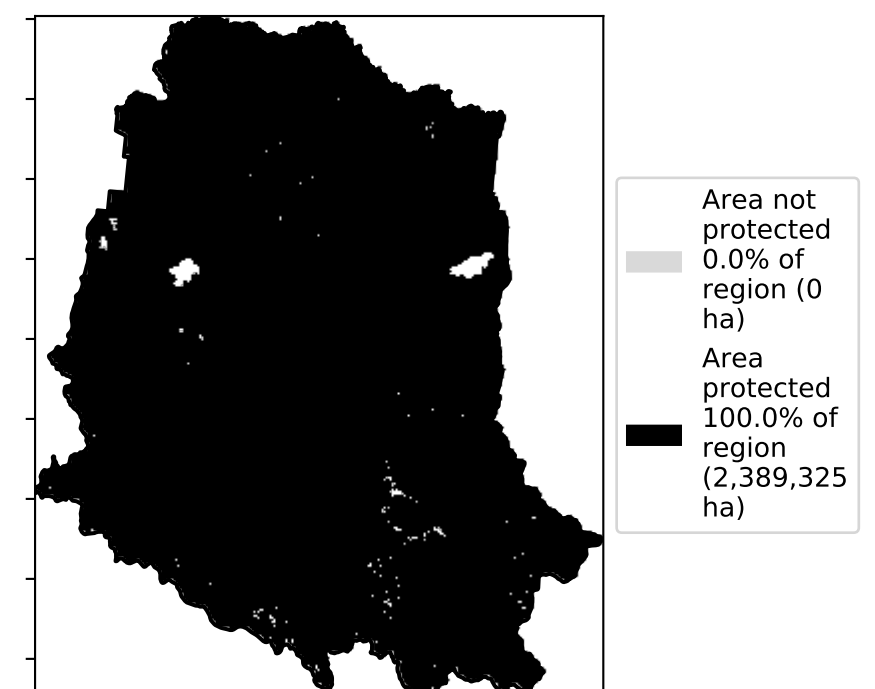 Area not
protected
0.0% of
region (0
ha)
Area
protected
100.0% of
region
(2,389,325
ha)